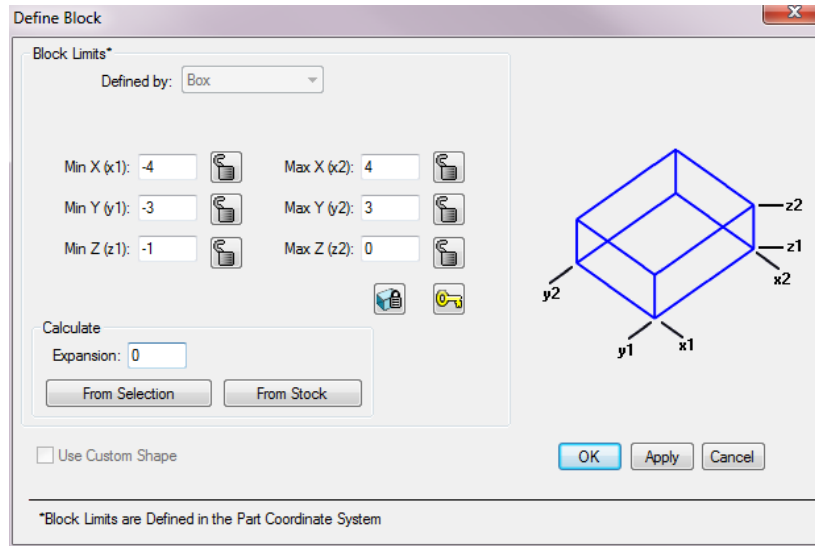 Define Block
Block Limits*
Defined by: Box
Min X (x1): -4 Max X (x2): 4
Min Y (y1): -3 Max Y (y2): 3
Min Z (z1): -1 Max Z (z2): 0
z2
z1
x2
y2
y1 x1
Calculate
Expansion: 0
From Selection From Stock
Use Custom Shape
OK Apply Cancel
*Block Limits are Defined in the Part Coordinate System